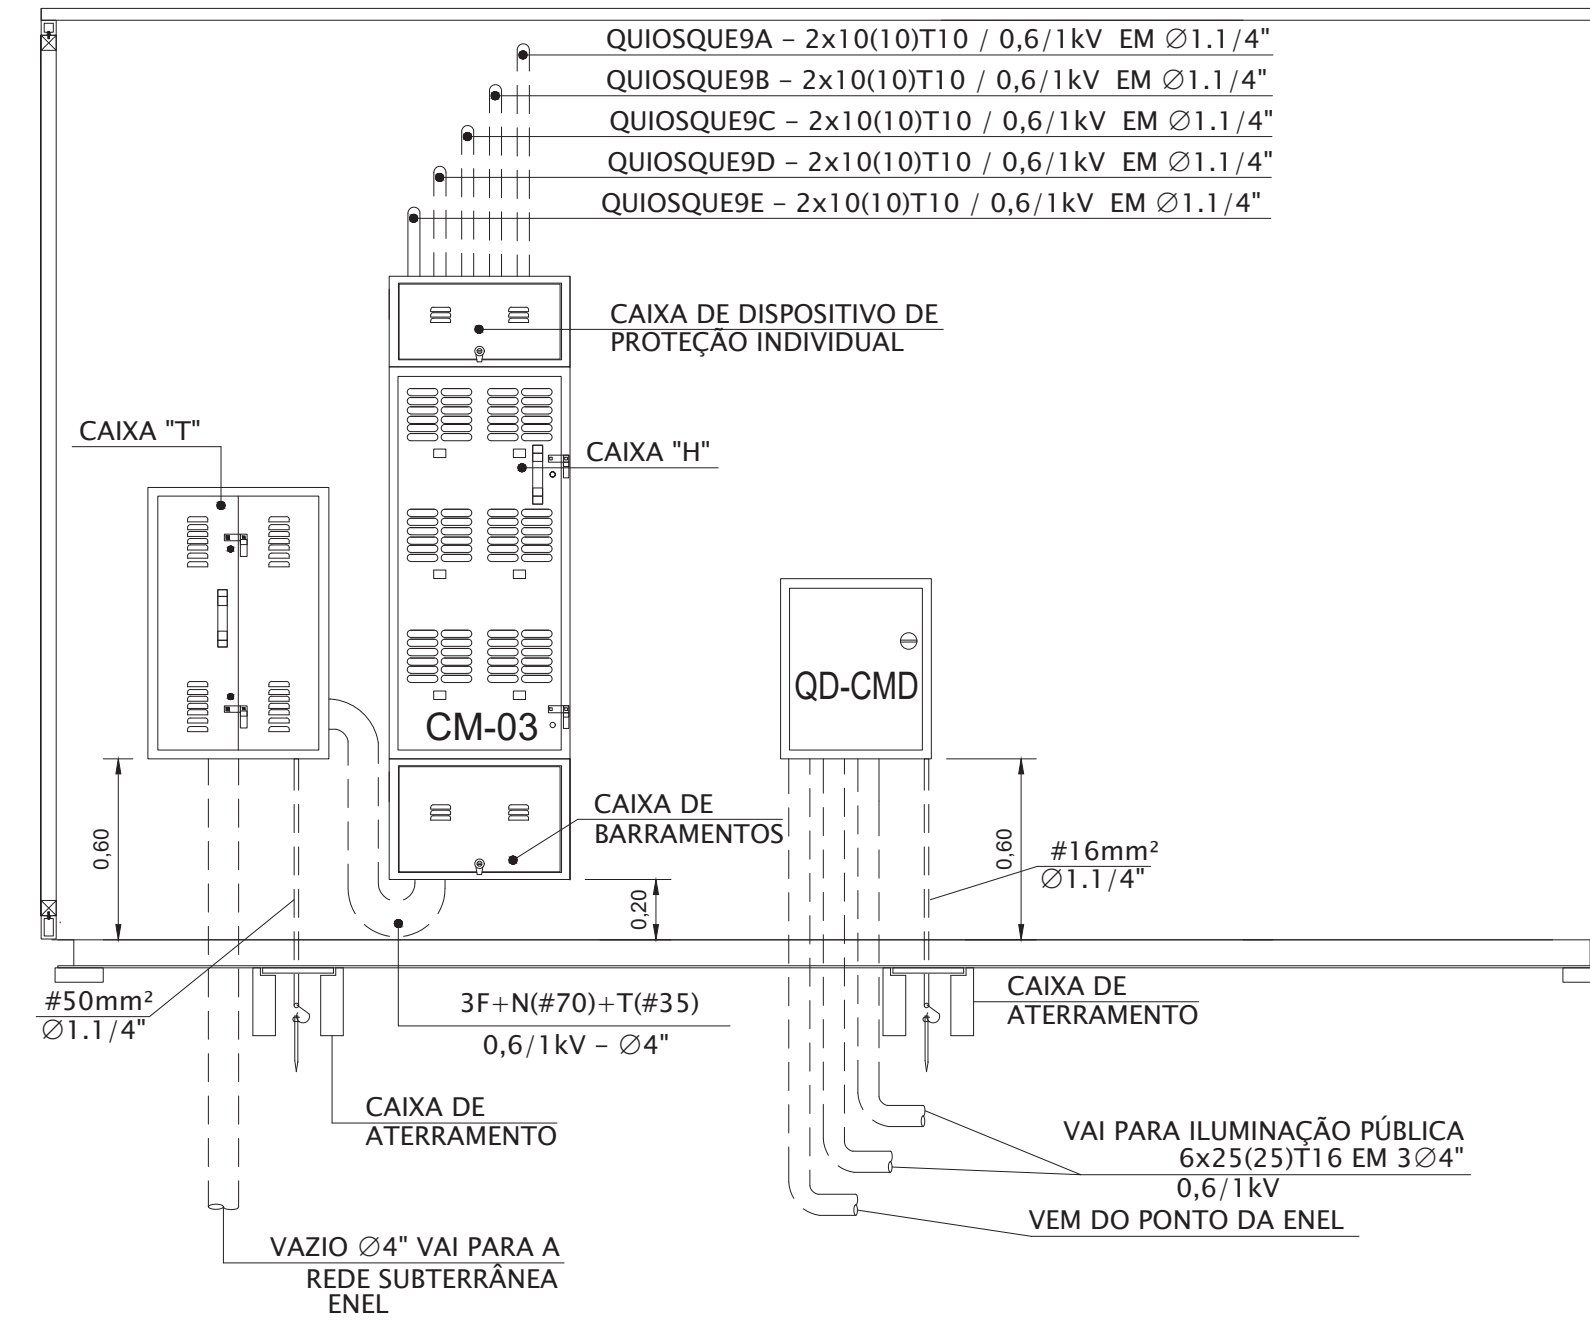 QUIOSQUE9A – 2x10(10)T10 / 0,6/1kV EM ∅1.1/4"
QUIOSQUE9B – 2x10(10)T10 / 0,6/1kV EM ∅1.1/4"
QUIOSQUE9C – 2x10(10)T10 / 0,6/1kV EM ∅1.1/4"
QUIOSQUE9D – 2x10(10)T10 / 0,6/1kV EM ∅1.1/4"
QUIOSQUE9E – 2x10(10)T10 / 0,6/1kV EM ∅1.1/4"
CAIXA DE DISPOSITIVO DE
PROTEÇÃO INDIVIDUAL
CAIXA "T"
CAIXA "H"
QD-CMD
CM-03
CAIXA DE
BARRAMENTOS
0,60
0,20
0,60
#16mm²
∅1.1/4"
#50mm²
∅1.1/4"
3F+N(#70)+T(#35)
0,6/1kV – ∅4"
CAIXA DE
ATERRAMENTO
CAIXA DE
ATERRAMENTO
VAI PARA ILUMINAÇÃO PÚBLICA
6x25(25)T16 EM 3∅4"
0,6/1kV
VEM DO PONTO DA ENEL
VAZIO ∅4" VAI PARA A
REDE SUBTERRÂNEA
ENEL